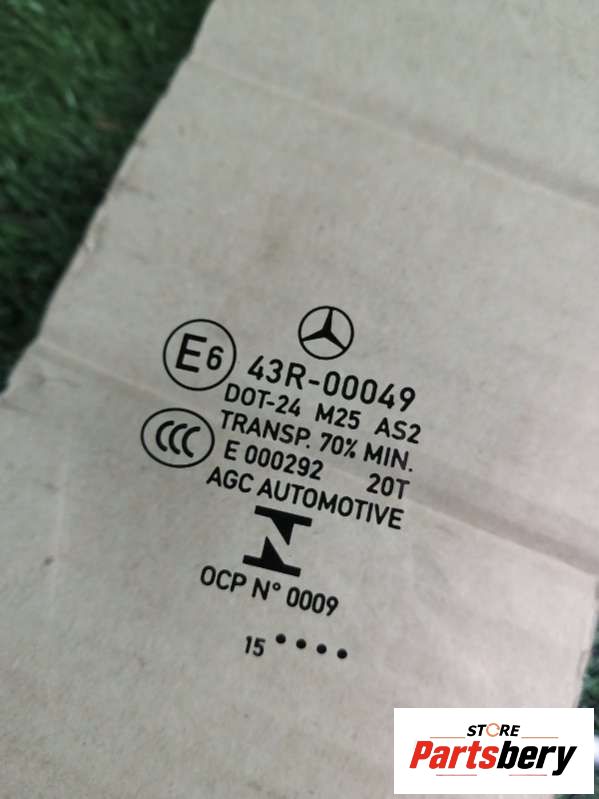 E6 43R-00049
DOT-24 M25 AS2
TRANSP. 70% MIN.
CCC E 000292 20T
AGC AUTOMOTIVE
OCP N° 0009
15 • • • •
STORE
Partsbery